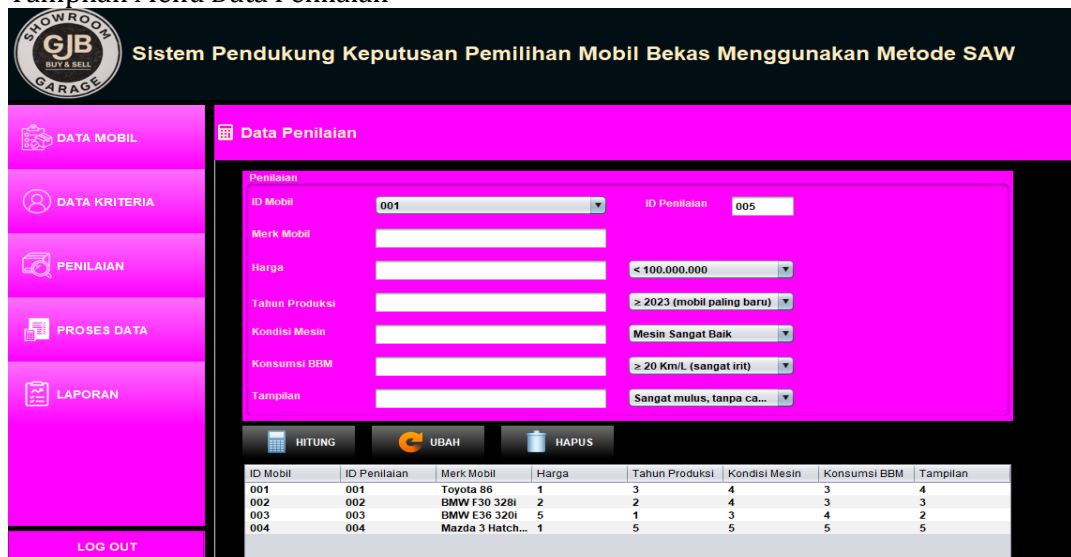 Tampilan Menu Data Penilaian
SHOWROOM
GJB
BUY & SELL
GARAGE
Sistem Pendukung Keputusan Pemilihan Mobil Bekas Menggunakan Metode SAW
DATA MOBIL
DATA KRITERIA
PENILAIAN
PROSES DATA
LAPORAN
LOG OUT
Data Penilaian
Penilaian
ID Mobil 001 ID Penilaian 005
Merk Mobil
Harga < 100.000.000
Tahun Produksi ≥ 2023 (mobil paling baru)
Kondisi Mesin Mesin Sangat Baik
Konsumsi BBM ≥ 20 Km/L (sangat irit)
Tampilan Sangat mulus, tanpa ca...
HITUNG UBAH HAPUS
ID Mobil ID Penilaian Merk Mobil Harga Tahun Produksi Kondisi Mesin Konsumsi BBM Tampilan
001 001 Toyota 86 1 3 4 3 4
002 002 BMW F30 328i 2 2 4 3 3
003 003 BMW E36 320i 5 1 3 4 2
004 004 Mazda 3 Hatch... 1 5 5 5 5